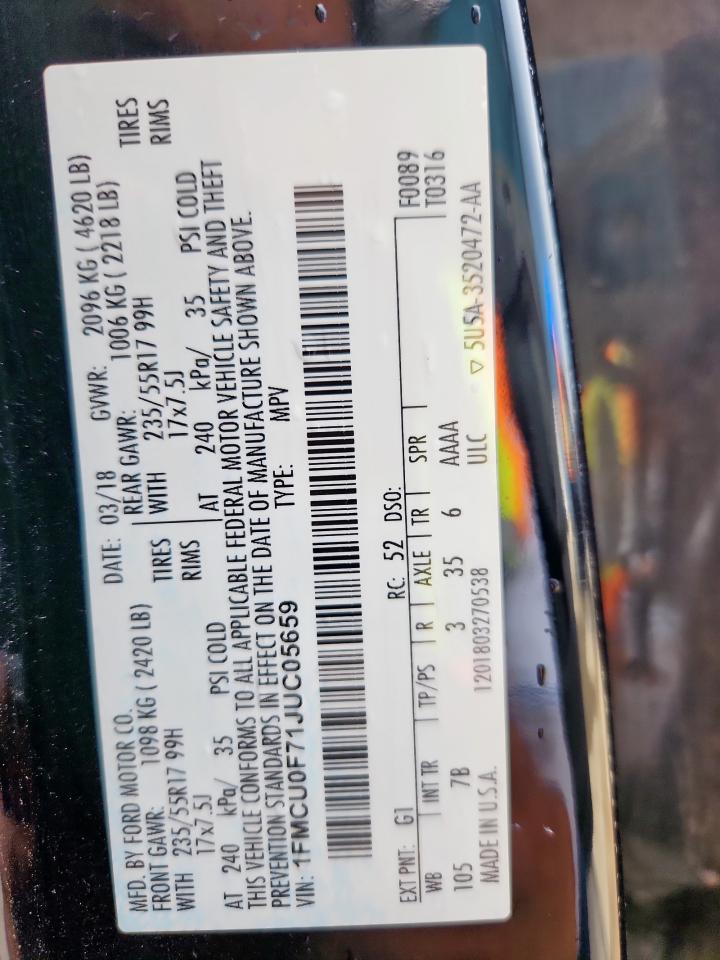 MFD. BY FORD MOTOR CO. DATE: 03/18 GVWR: 2096 KG ( 4620 LB)
FRONT GAWR: 1098 KG ( 2420 LB) REAR GAWR: 1006 KG ( 2218 LB)
WITH 235/55R17 99H TIRES WITH 235/55R17 99H TIRES
17x7.5J RIMS 17x7.5J RIMS
AT 240 kPa/ 35 PSI COLD AT 240 kPa/ 35 PSI COLD
THIS VEHICLE CONFORMS TO ALL APPLICABLE FEDERAL MOTOR VEHICLE SAFETY AND THEFT
PREVENTION STANDARDS IN EFFECT ON THE DATE OF MANUFACTURE SHOWN ABOVE.
VIN: 1FMCU0F71JUC05659 TYPE: MPV
EXT PNT: G1 RC: 52 DSO: F0089
WB INT TR TP/PS R AXLE TR SPR T0316
105 7B 3 35 6 AAAA
MADE IN U.S.A. 1201803270538 ULC ▽ 5U5A-3520472-AA